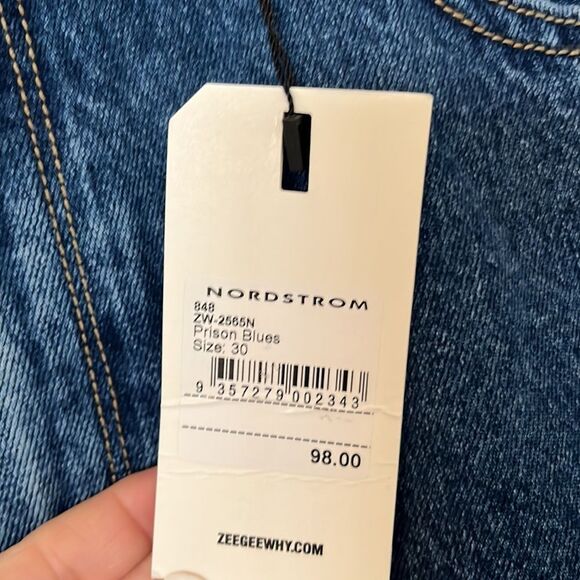 NORDSTROM
848
ZW-2565N
Prison Blues
Size: 30
9 357279 002343
98.00
ZEEGEEWHY.COM